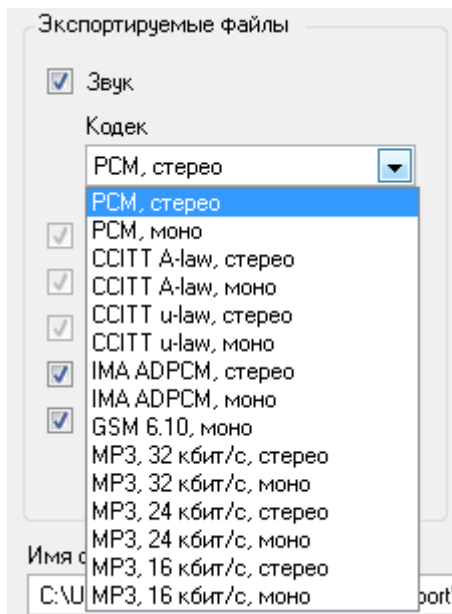 Экспортируемые файлы
Звук
Кодек
PCM, стерео
PCM, стерео
PCM, моно
CCITT A-law, стерео
CCITT A-law, моно
CCITT u-law, стерео
CCITT u-law, моно
IMA ADPCM, стерео
IMA ADPCM, моно
GSM 6.10, моно
MP3, 32 кбит/с, стерео
MP3, 32 кбит/с, моно
MP3, 24 кбит/с, стерео
MP3, 24 кбит/с, моно
MP3, 16 кбит/с, стерео
Имя
C:\U MP3, 16 кбит/с, моно port